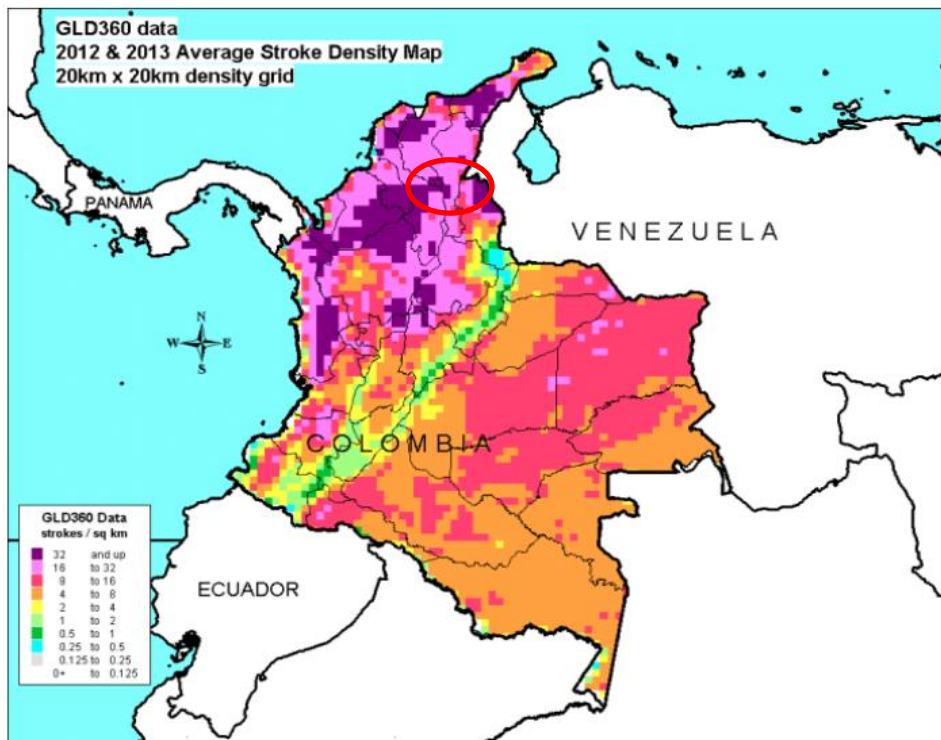 GLD360 data
2012 & 2013 Average Stroke Density Map
20km x 20km density grid
PANAMA
VENEZUELA
N
W E
S
COLOMBIA
ECUADOR
GLD360 Data
strokes / sq km
32 and up
16 to 32
8 to 16
4 to 8
2 to 4
1 to 2
0.5 to 1
0.25 to 0.5
0.125 to 0.25
0+ to 0.125